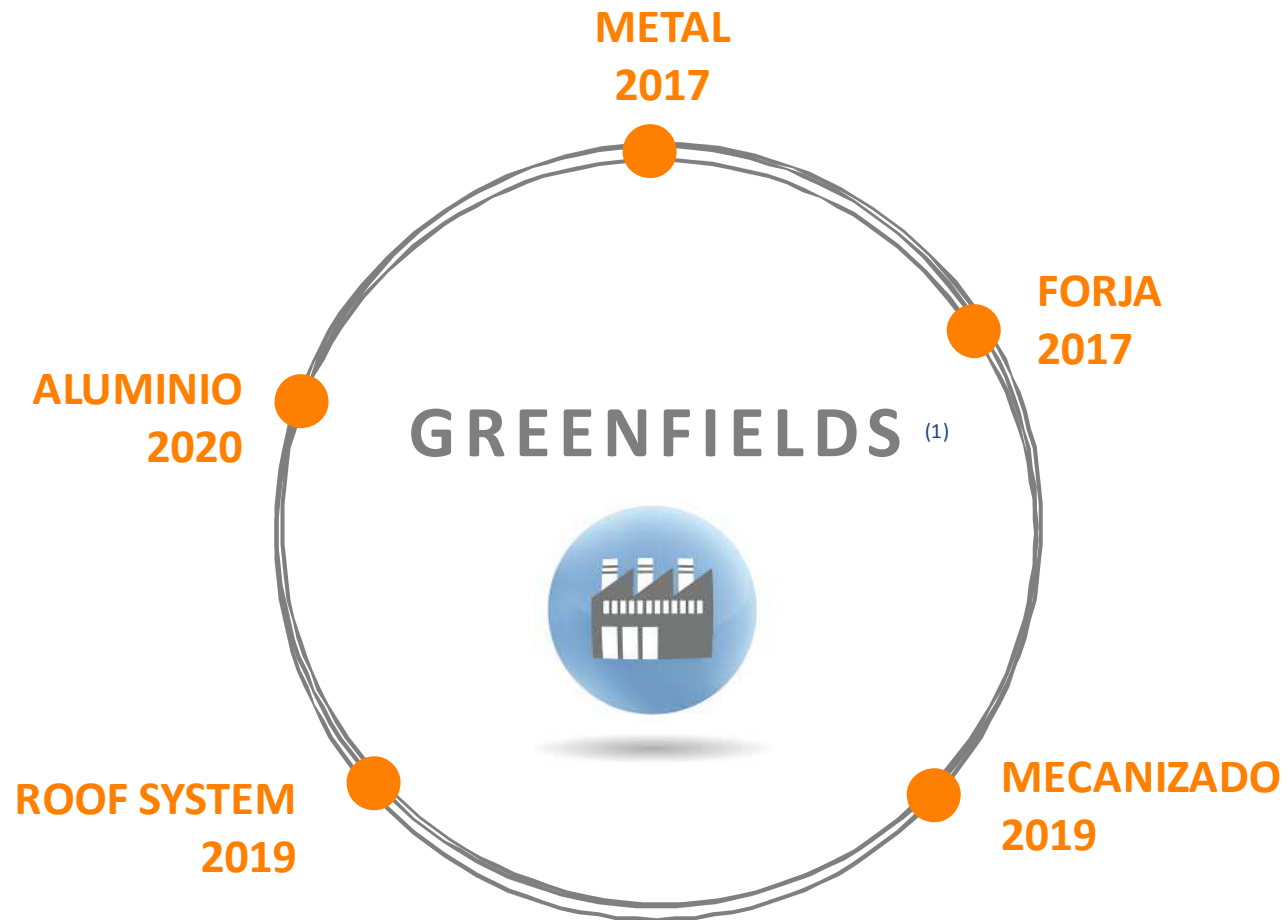 METAL
2017
FORJA
2017
ALUMINIO
2020
GREENFIELDS (1)
ROOF SYSTEM
2019
MECANIZADO
2019